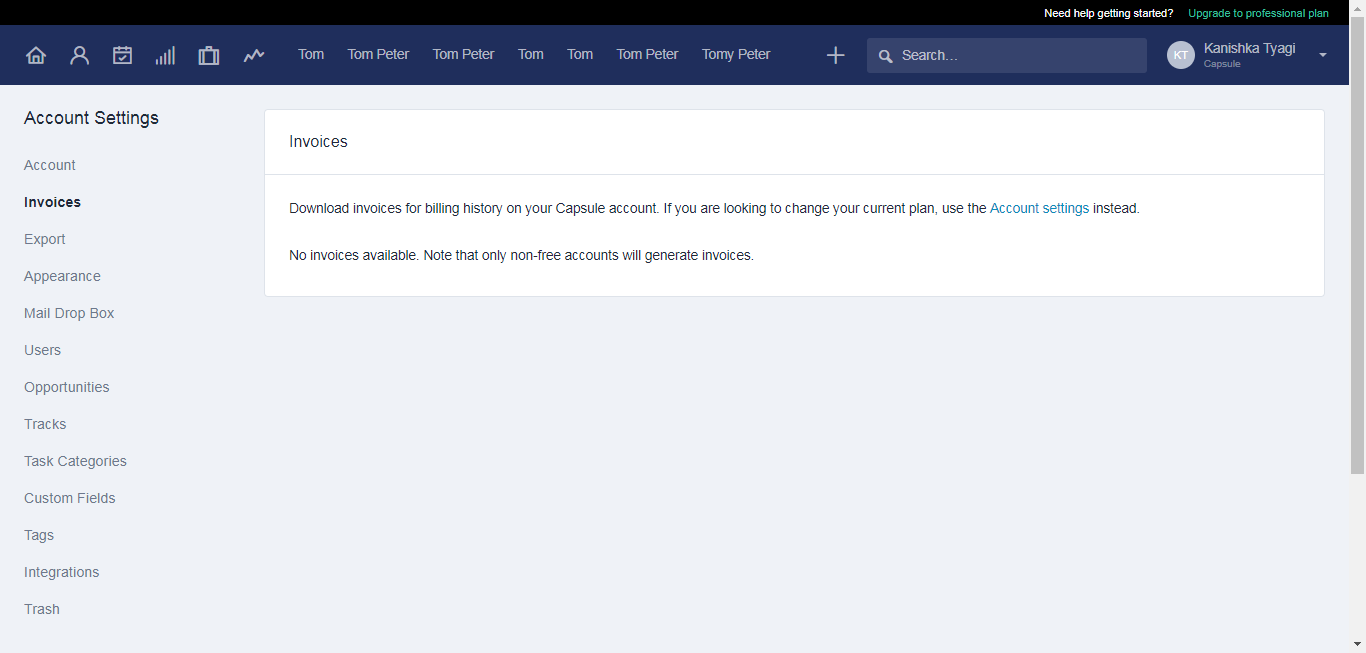 Need help getting started? Upgrade to professional plan
Tom Tom Peter Tom Peter Tom Tom Tom Peter Tomy Peter Search... KT Kanishka Tyagi
Capsule
Account Settings
Account
Invoices
Export
Appearance
Mail Drop Box
Users
Opportunities
Tracks
Task Categories
Custom Fields
Tags
Integrations
Trash
Invoices
Download invoices for billing history on your Capsule account. If you are looking to change your current plan, use the Account settings instead.
No invoices available. Note that only non-free accounts will generate invoices.